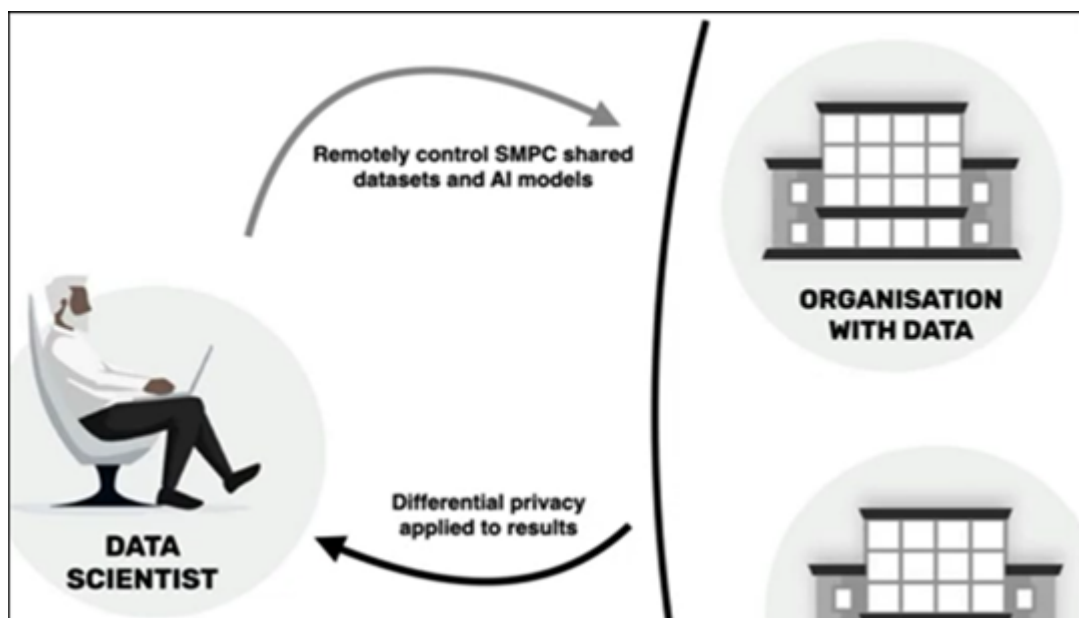 Remotely control SMPC shared
datasets and AI models
ORGANISATION
WITH DATA
Differential privacy
applied to results
DATA
SCIENTIST